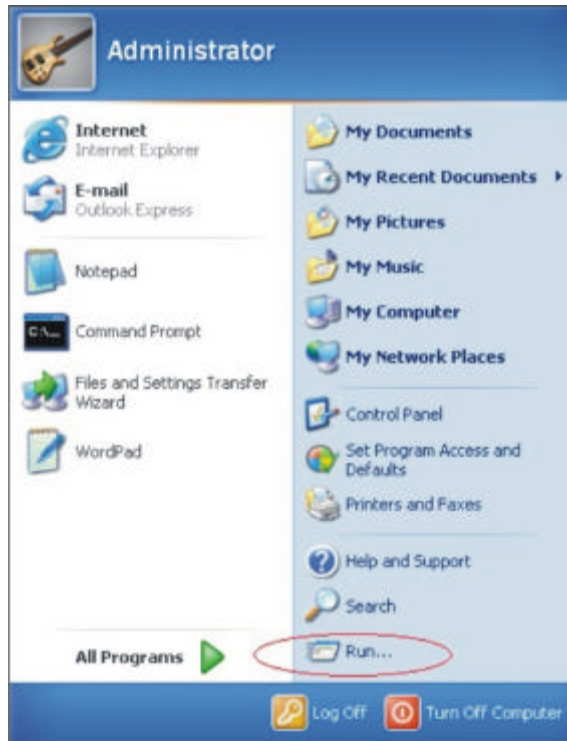 Administrator
Internet
Internet Explorer
E-mail
Outlook Express
Notepad
C:\_
Command Prompt
Files and Settings Transfer
Wizard
WordPad
All Programs
My Documents
My Recent Documents
My Pictures
My Music
My Computer
My Network Places
Control Panel
Set Program Access and
Defaults
Printers and Faxes
Help and Support
Search
Run...
Log Off
Turn Off Computer